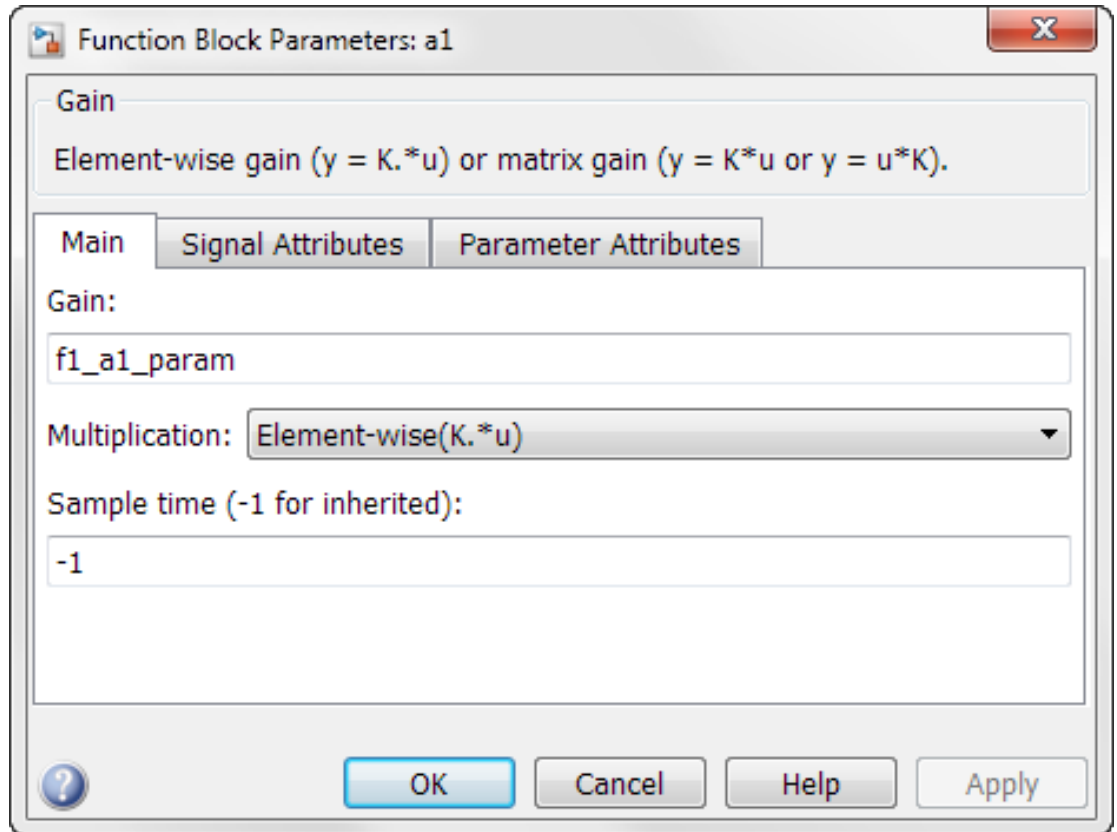 Function Block Parameters: a1
X
Gain
Element-wise gain (y = K.*u) or matrix gain (y = K*u or y = u*K).
Main Signal Attributes Parameter Attributes
Gain:
f1_a1_param
Multiplication: Element-wise(K.*u)
Sample time (-1 for inherited):
-1
? OK Cancel Help Apply